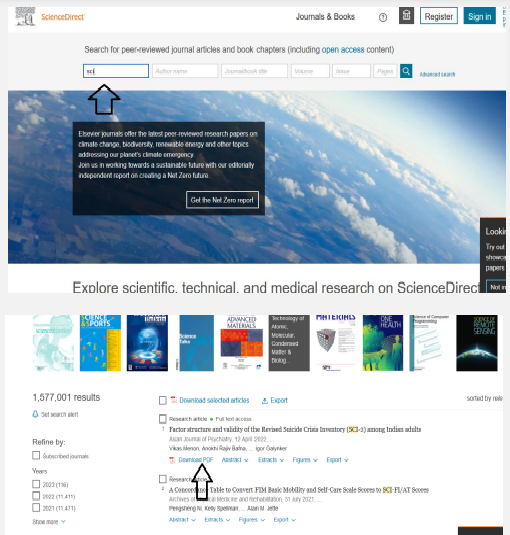 ScienceDirect
Journals & Books
Register
Sign in
Search for peer-reviewed journal articles and book chapters (including open access content)
sci
Author name
Journal/book title
Volume
Issue
Pages
Advanced search
Elsevier journals offer the latest peer-reviewed research papers on
climate change, biodiversity, renewable energy and other topics
addressing our planet's climate emergency.
Join us in working towards a sustainable future with our editorially
independent report on creating a Net Zero future.
Get the Net Zero report
Lookin
Try out
showca
papers
Not in
Explore scientific, technical, and medical research on ScienceDirect
SCIENCE
&SPORTS
Science
Talks
ADVANCED
MATERIALS
Technology of
Atomic,
Molecular,
Condensed
Matter &
Biolog...
MATERIALS
ONE
HEALTH
Science of Computer
Programming
REMOTE
SENSING
1,577,001 results
Download selected articles
Export
sorted by rele
Set search alert
Refine by:
Subscribed journals
Years
2023 (116)
2022 (11,411)
2021 (11,471)
Show more
Research article
Full text access
1 Factor structure and validity of the Revised Suicide Crisis Inventory (SCI-2) among Indian adults
Asian Journal of Psychiatry, 12 April 2022, ...
Vikas Menon, Anokhi Rajiv Bafna, ... Igor Galynker
Download PDF
Abstract
Extracts
Figures
Export
Research article
2 A Concordance Table to Convert FIM Basic Mobility and Self-Care Scale Scores to SCI-FI/AT Scores
Archives of Physical Medicine and Rehabilitation, 31 July 2021, ...
Pengsheng Ni, Kelly Spellman, ... Alan M. Jette
Abstract
Extracts
Figures
Export